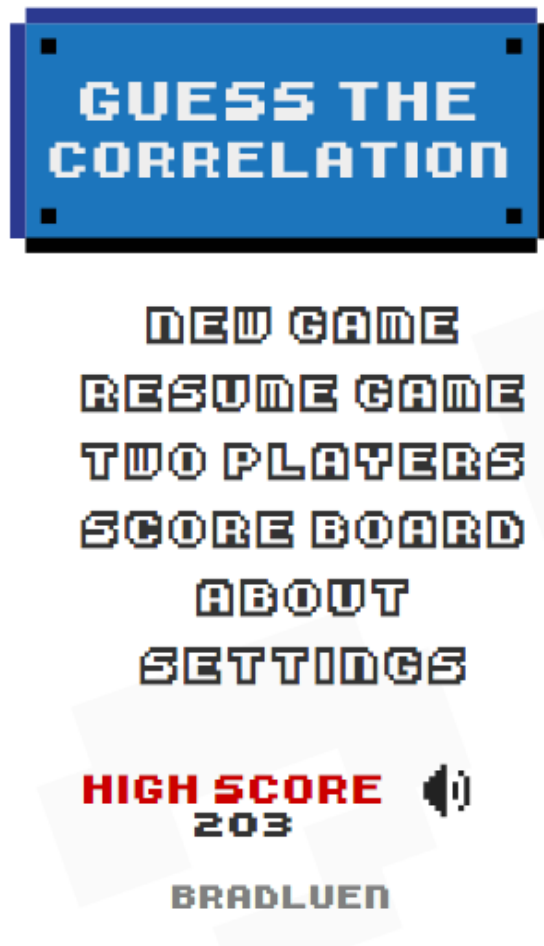 GUESS THE
CORRELATION
NEW GAME
RESUME GAME
TWO PLAYERS
SCORE BOARD
ABOUT
SETTINGS
HIGH SCORE
203
BRADLUEN